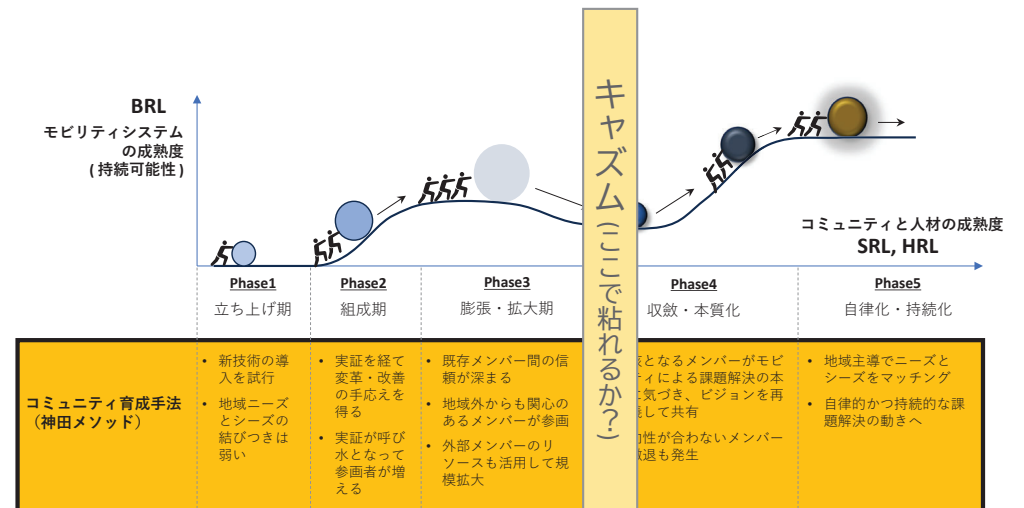 BRL
モビリティシステム
の成熟度
(持続可能性)
キャズム(ここで粘れるか?)
コミュニティと人材の成熟度
SRL, HRL
Phase1
立ち上げ期
Phase2
組成期
Phase3
膨張・拡大期
Phase4
収斂・本質化
Phase5
自律化・持続化
コミュニティ育成手法
(神田メソッド)
• 新技術の導
入を試行
• 地域ニーズ
とシーズの
結びつきは
弱い
• 実証を経て
変革・改善
の手応えを
得る
• 実証が呼び
水となって
参画者が増
える
• 既存メンバー間の信
頼が深まる
• 地域外からも関心の
あるメンバーが参画
• 外部メンバーのリ
ソースも活用して規
模拡大
となるメンバーがモビ
ティによる課題解決の本
に気づき、ビジョンを再
して共有
性が合わないメンバー
退も発生
• 地域主導でニーズと
シーズをマッチング
• 自律的かつ持続的な課
題解決の動きへ